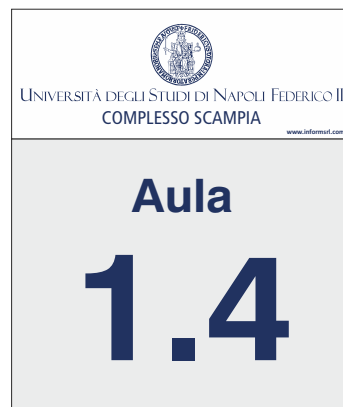 UNIVERSITÀ DEGLI STUDI DI NAPOLI FEDERICO II
COMPLESSO SCAMPIA
www.informsrl.com
Aula
1.4